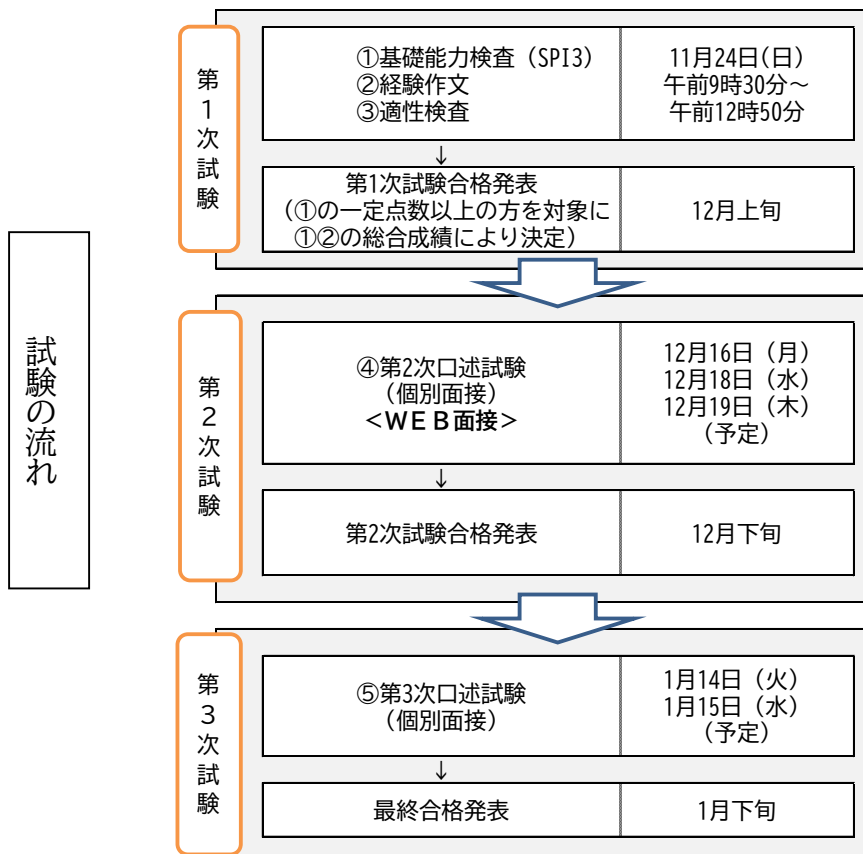 試験の流れ
第1次試験
①基礎能力検査（SPI3）
②経験作文
③適性検査
11月24日(日)
午前9時30分～
午前12時50分
↓
第1次試験合格発表
（①の一定点数以上の方を対象に
①②の総合成績により決定）
12月上旬
第2次試験
④第2次口述試験
（個別面接）
＜ＷＥＢ面接＞
12月16日（月）
12月18日（水）
12月19日（木）
（予定）
↓
第2次試験合格発表
12月下旬
第3次試験
⑤第3次口述試験
（個別面接）
1月14日（火）
1月15日（水）
（予定）
↓
最終合格発表
1月下旬